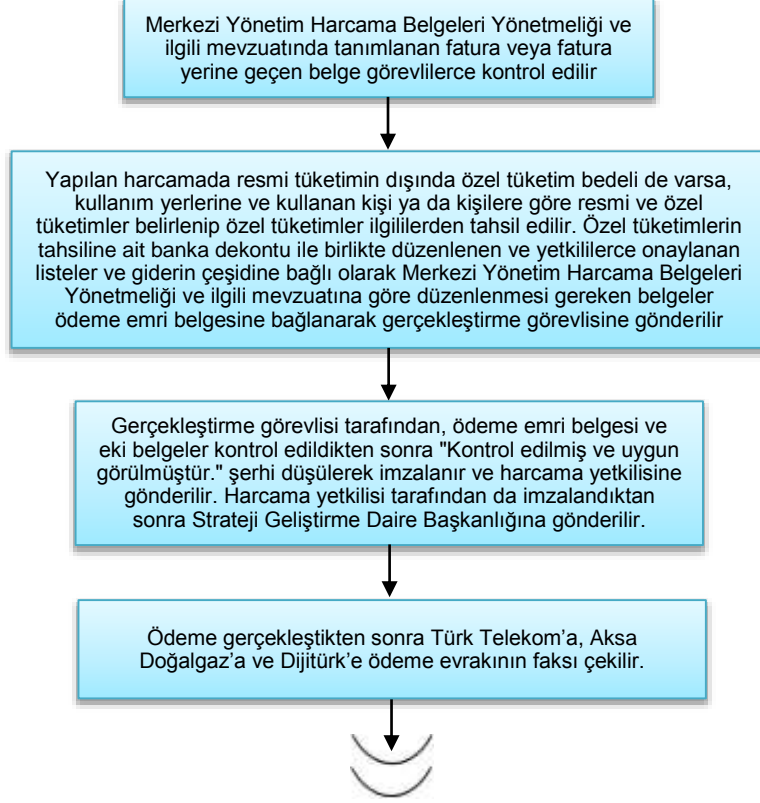 Merkezi Yönetim Harcama Belgeleri Yönetmeliği ve
ilgili mevzuatında tanımlanan fatura veya fatura
yerine geçen belge görevlilerce kontrol edilir
Yapılan harcamada resmi tüketimin dışında özel tüketim bedeli de varsa,
kullanım yerlerine ve kullanan kişi ya da kişilere göre resmi ve özel
tüketimler belirlenip özel tüketimler ilgililerden tahsil edilir. Özel tüketimlerin
tahsiline ait banka dekontu ile birlikte düzenlenen ve yetkililerce onaylanan
listeler ve giderin çeşidine bağlı olarak Merkezi Yönetim Harcama Belgeleri
Yönetmeliği ve ilgili mevzuatına göre düzenlenmesi gereken belgeler
ödeme emri belgesine bağlanarak gerçekleştirme görevlisine gönderilir
Gerçekleştirme görevlisi tarafından, ödeme emri belgesi ve
eki belgeler kontrol edildikten sonra "Kontrol edilmiş ve uygun
görülmüştür." şerhi düşülerek imzalanır ve harcama yetkilisine
gönderilir. Harcama yetkilisi tarafından da imzalandıktan
sonra Strateji Geliştirme Daire Başkanlığına gönderilir.
Ödeme gerçekleştikten sonra Türk Telekom’a, Aksa
Doğalgaz’a ve Dijitürk’e ödeme evrakının faksı çekilir.